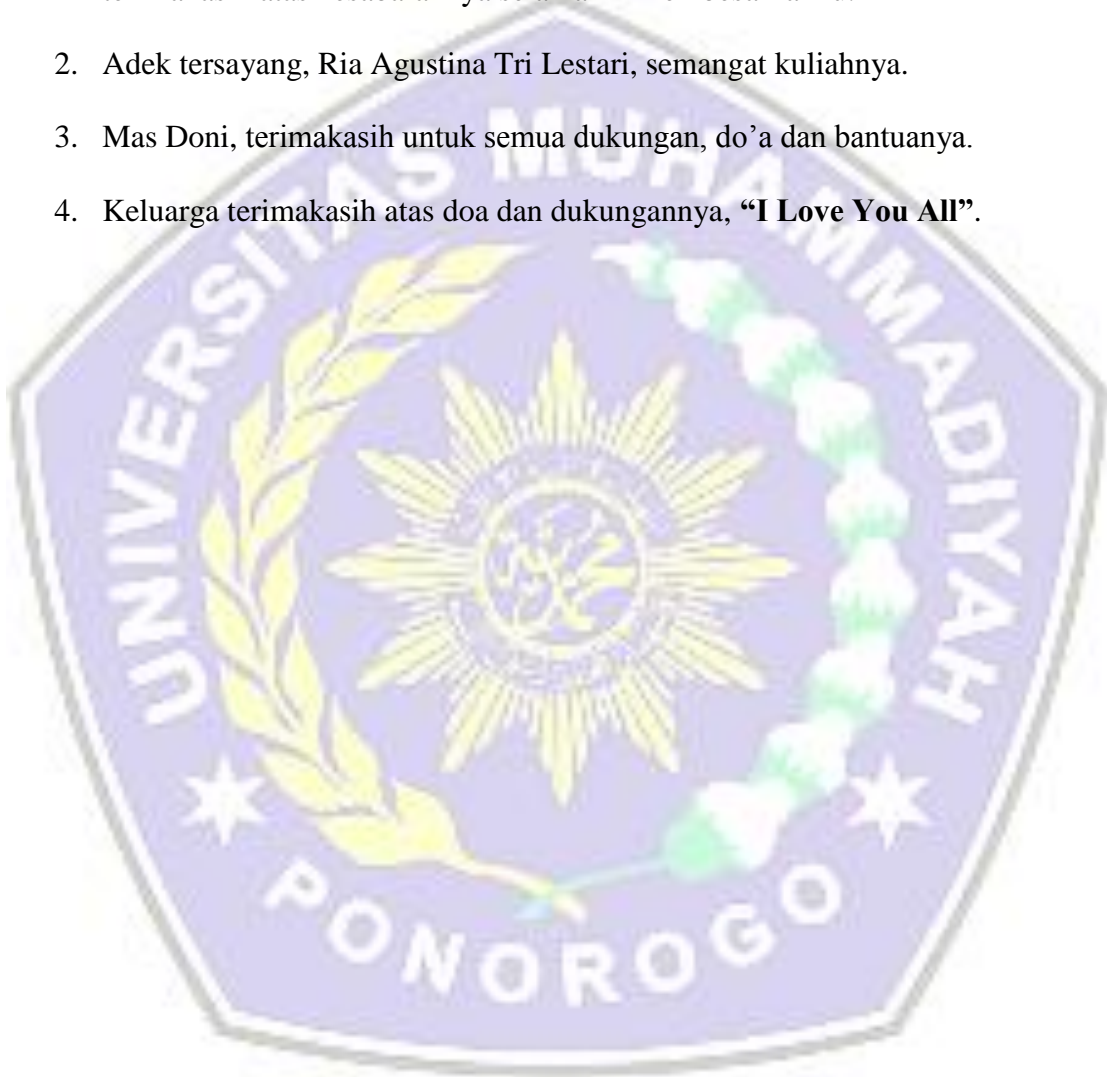 2. Adek tersayang, Ria Agustina Tri Lestari, semangat kuliahnya.
3. Mas Doni, terimakasih untuk semua dukungan, do’a dan bantuanya.
4. Keluarga terimakasih atas doa dan dukungannya, “I Love You All”.
UNIVERSITAS MUHAMMADIYAH
PONOROGO